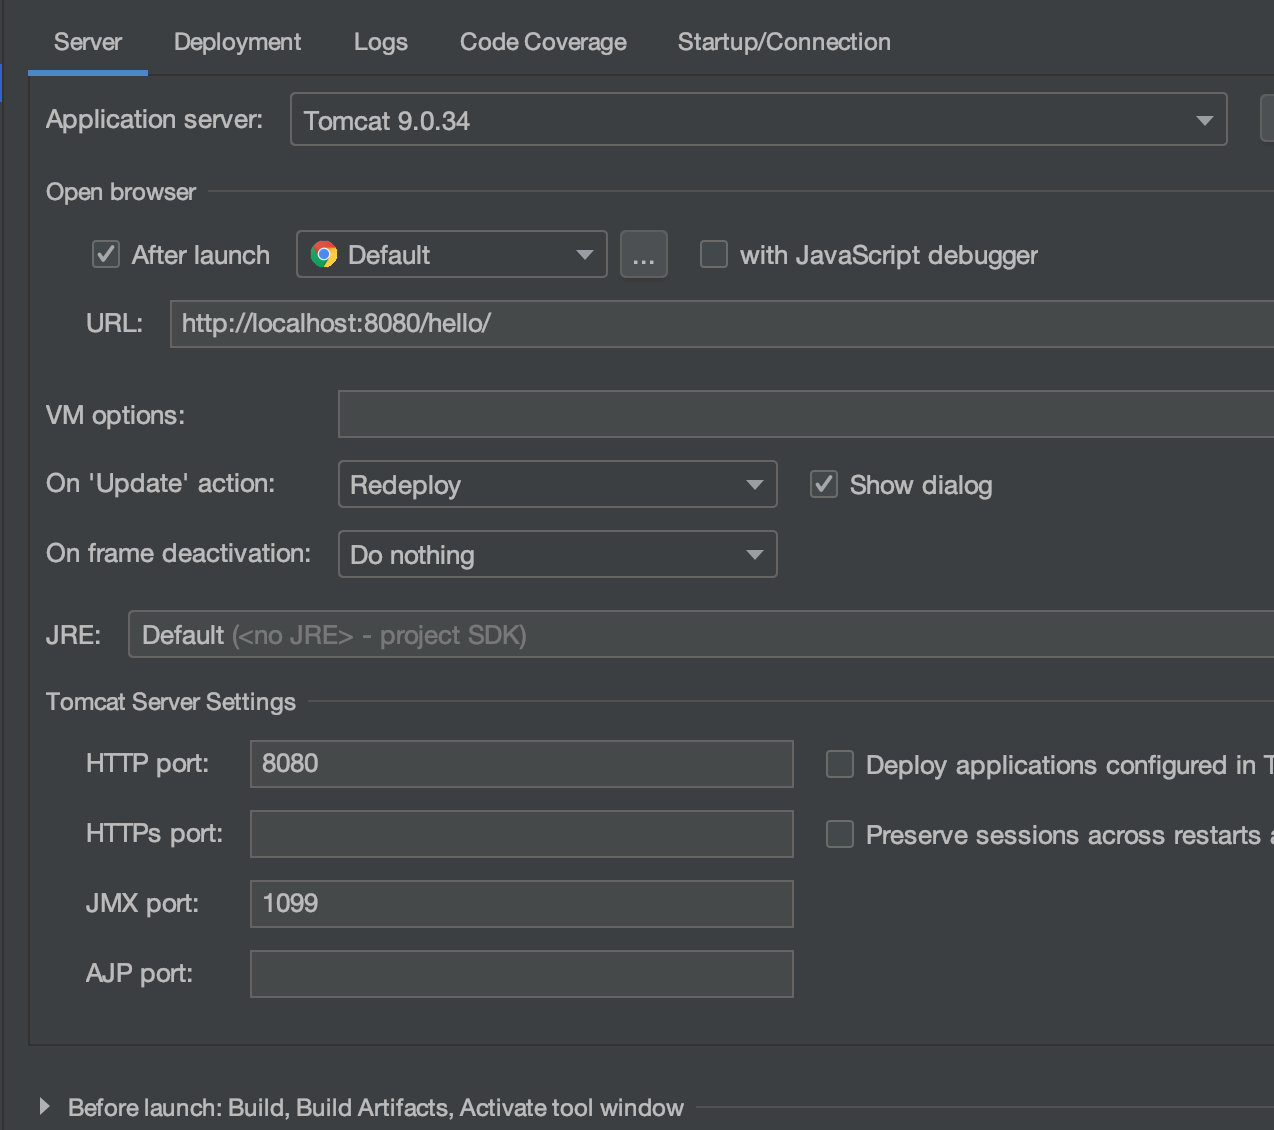 Server Deployment Logs Code Coverage Startup/Connection
Application server: Tomcat 9.0.34
Open browser
After launch Default ... with JavaScript debugger
URL: http://localhost:8080/hello/
VM options:
On 'Update' action: Redeploy Show dialog
On frame deactivation: Do nothing
JRE: Default (<no JRE> - project SDK)
Tomcat Server Settings
HTTP port: 8080 Deploy applications configured in
HTTPs port: Preserve sessions across restarts
JMX port: 1099
AJP port:
Before launch: Build, Build Artifacts, Activate tool window